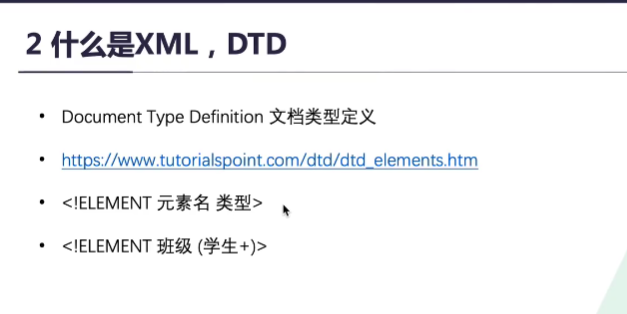 2 什么是XML，DTD
• Document Type Definition 文档类型定义
• https://www.tutorialspoint.com/dtd/dtd_elements.htm
• <!ELEMENT 元素名 类型>
• <!ELEMENT 班级 (学生+)>